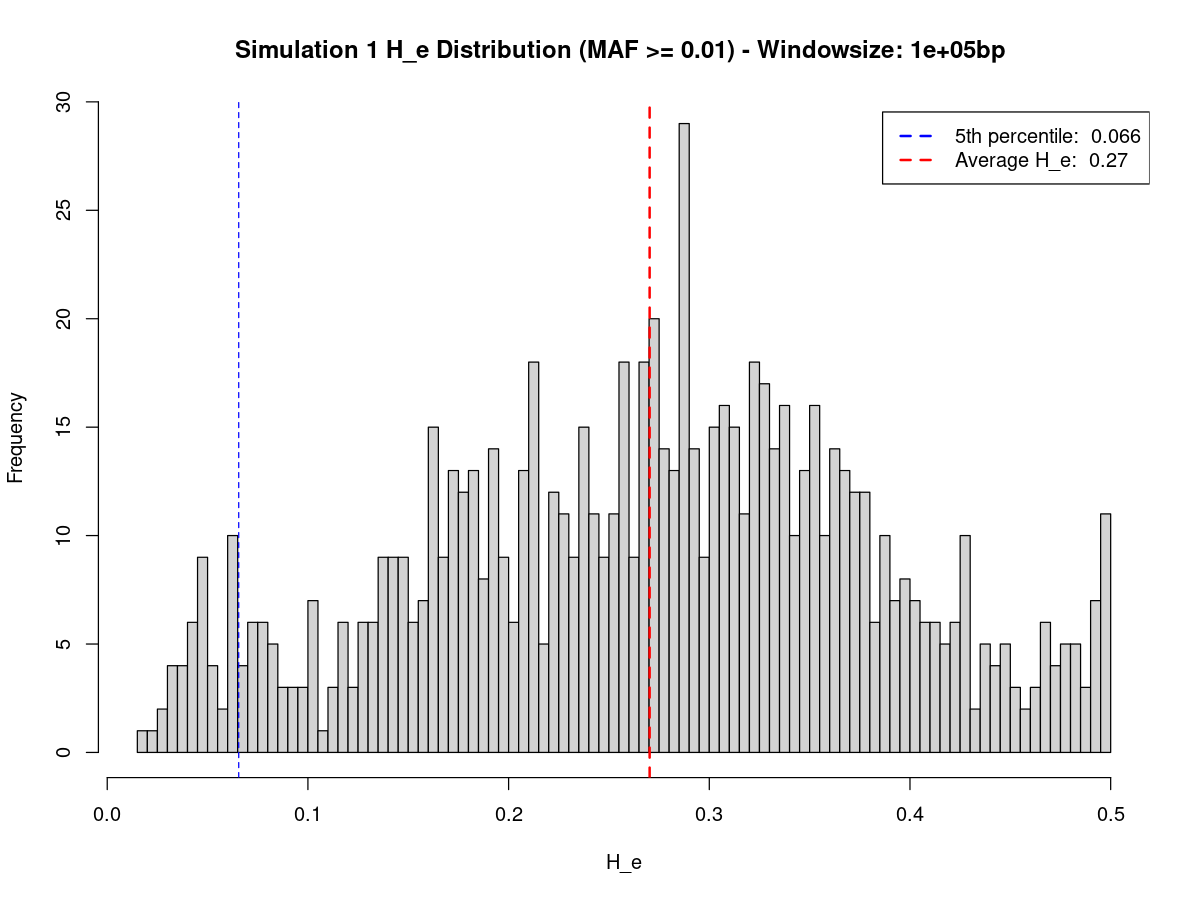 Simulation 1 H_e Distribution (MAF >= 0.01) - Windowsize: 1e+05bp
5th percentile:  0.066
Average H_e:  0.27
Frequency
30
25
20
15
10
5
0
0.0 0.1 0.2 0.3 0.4 0.5
H_e